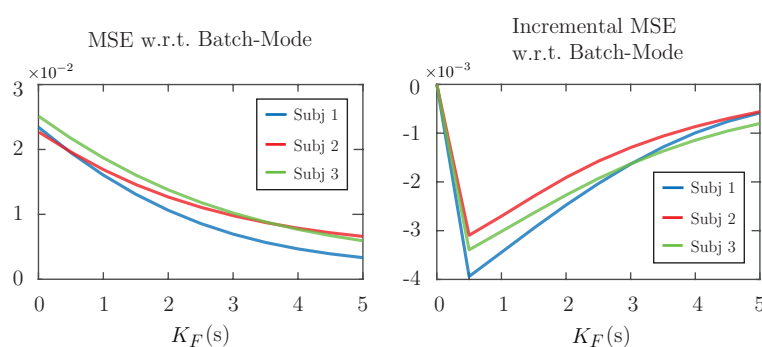 MSE w.r.t. Batch-Mode
×10⁻²
3
2
1
0
Subj 1
Subj 2
Subj 3
0 1 2 3 4 5
K_F(s)
Incremental MSE
w.r.t. Batch-Mode
×10⁻³
0
-1
-2
-3
-4
Subj 1
Subj 2
Subj 3
0 1 2 3 4 5
K_F(s)